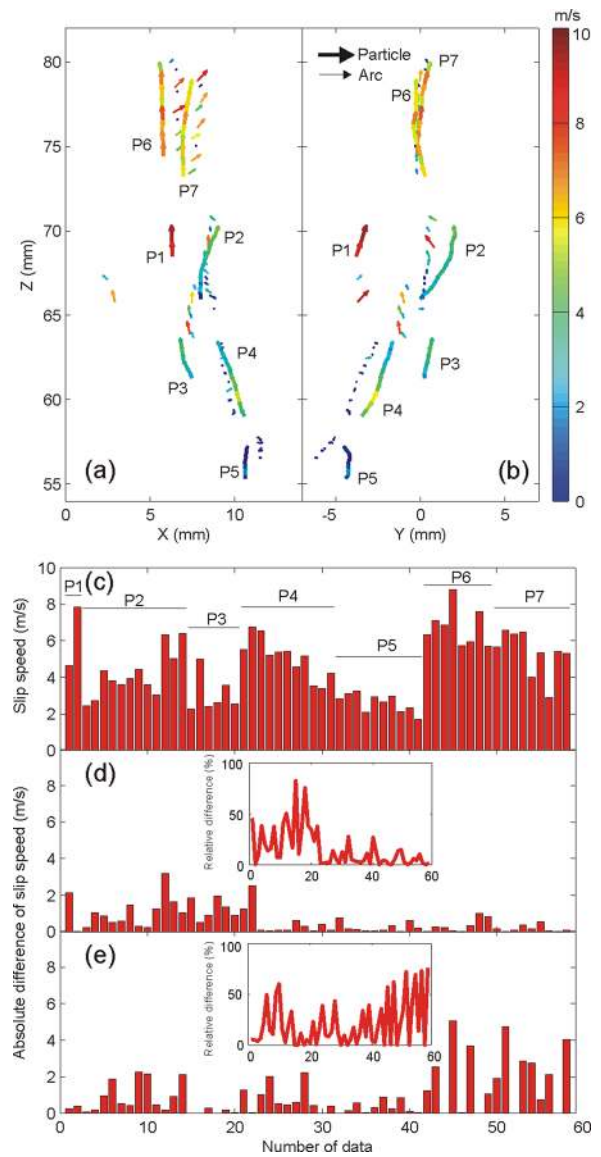 m/s
80
75
70
65
60
55
Z (mm)
P6
P7
P1
P2
P3
P4
P5
(a)
0
5
10
X (mm)
Particle
Arc
P7
P6
P1
P2
P3
P4
P5
(b)
-5
0
5
Y (mm)
10
8
6
4
2
0
(c)
10
8
6
4
2
0
Slip speed (m/s)
P1
P2
P3
P4
P5
P6
P7
(d)
8
6
4
2
0
Absolute difference of slip speed (m/s)
Relative difference (%)
100
50
0
0
20
40
60
(e)
8
6
4
2
0
Relative difference (%)
100
50
0
0
20
40
60
0
10
20
30
40
50
60
Number of data